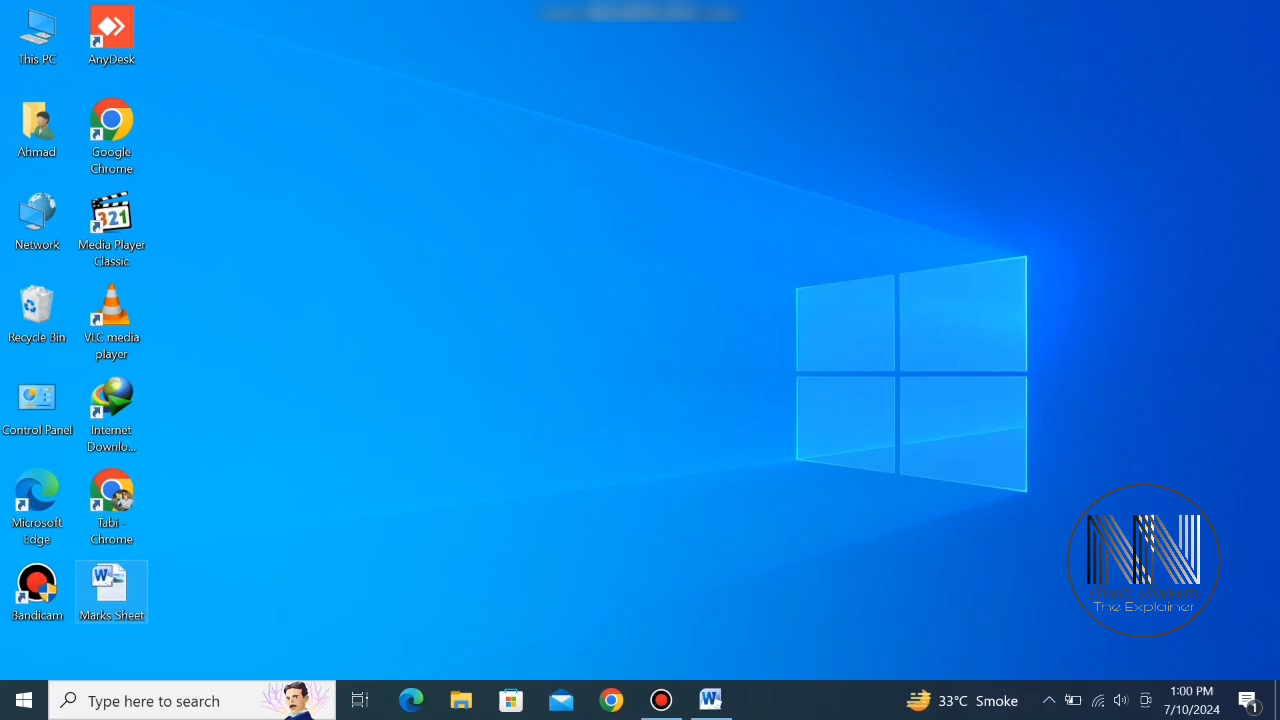 This PC
AnyDesk
Ahmad
Google
Chrome
Network
321
Media Player
Classic
Recycle Bin
VLC media
player
Control Panel
Internet
Downlo...
Microsoft
Edge
Tabi -
Chrome
Bandicam
W
Marks Sheet
The Explainer
Type here to search
W
33°C Smoke
1:00 PM
7/10/2024
1